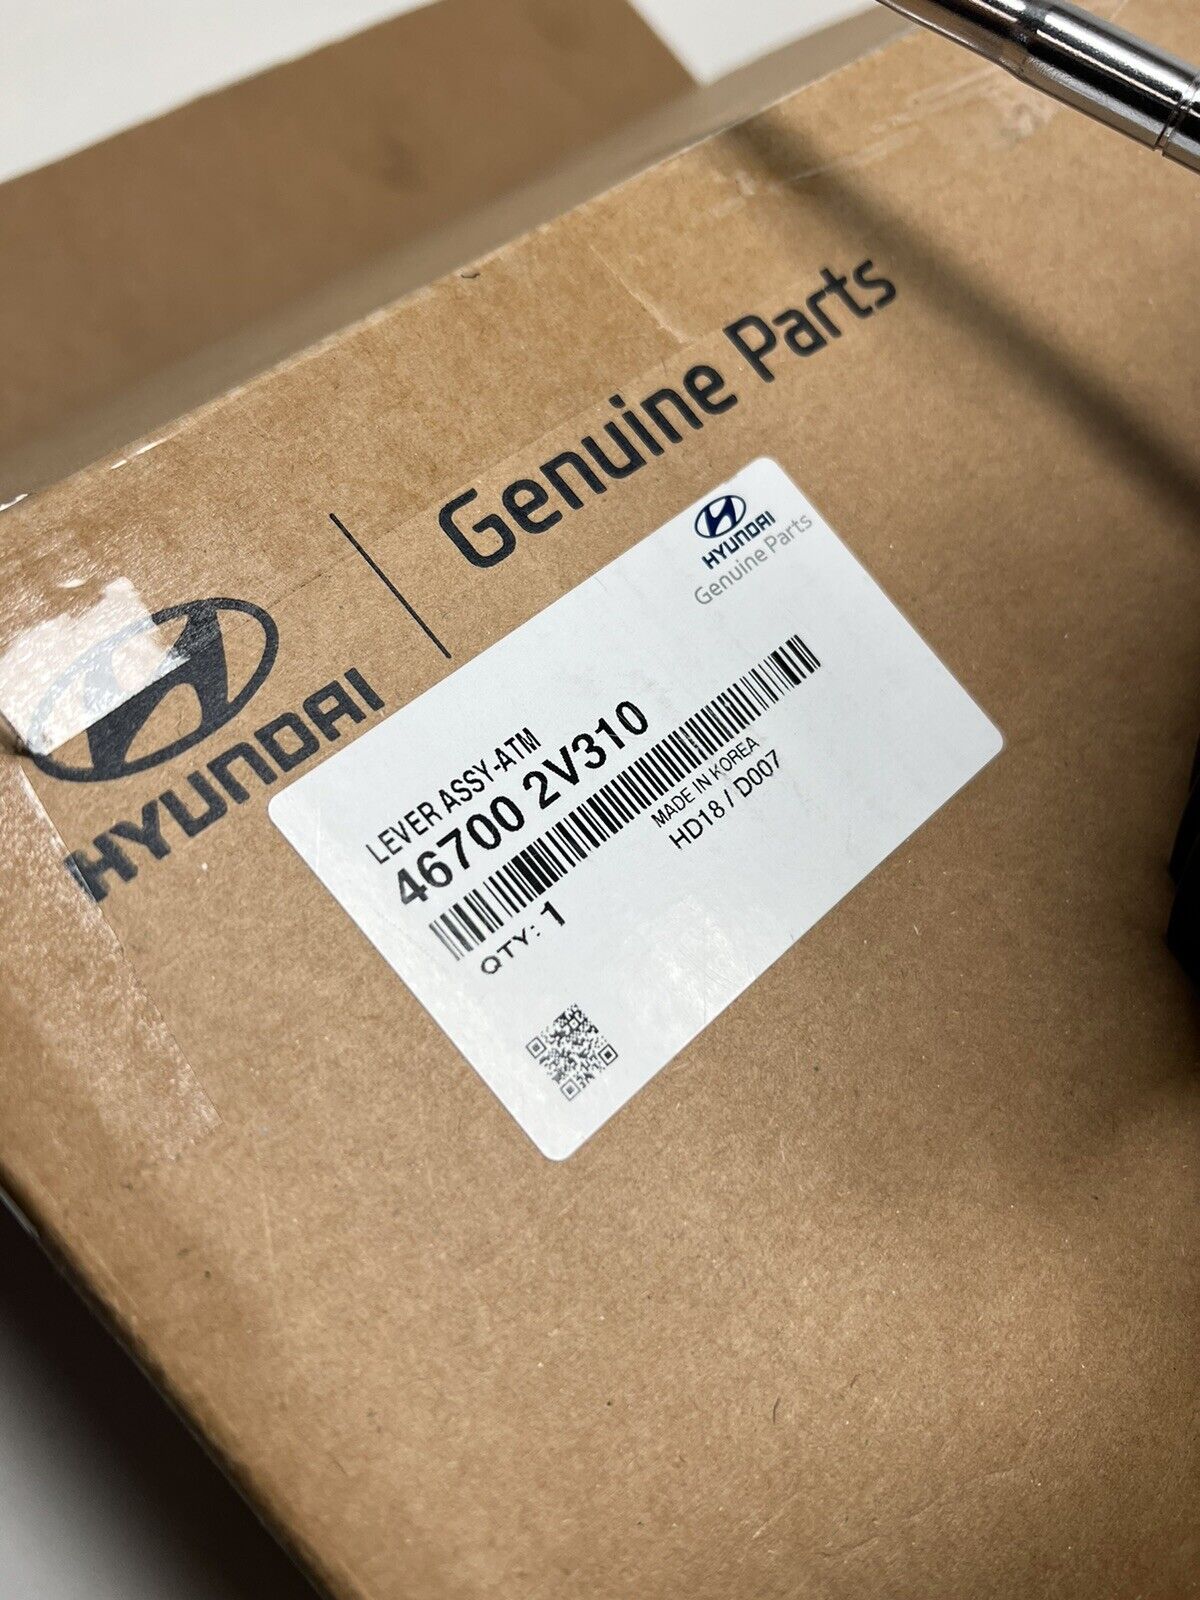 HYUNDAI
Genuine Parts
HYUNDAI
Genuine Parts
LEVER ASSY-ATM
46700 2V310
MADE IN KOREA
HD18 / D007
QTY: 1